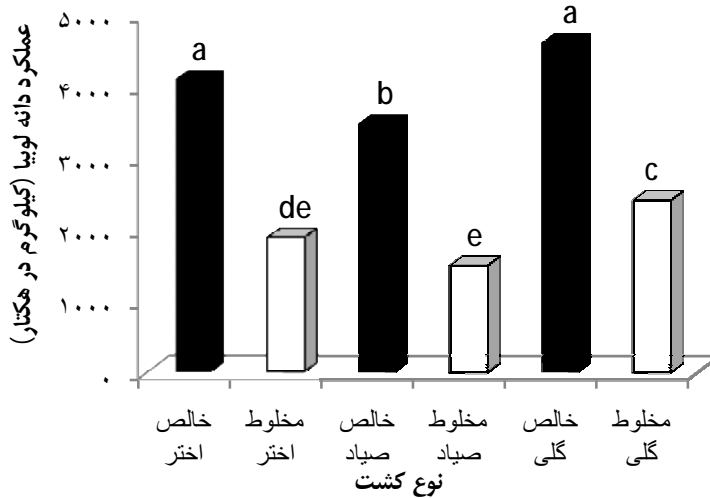 عملکرد دانه لوبیا (کیلوگرم در هکتار)
۵۰۰۰
۴۰۰۰
۳۰۰۰
۲۰۰۰
۱۰۰۰
۰
a
de
b
e
a
c
خالص اختر
مخلوط اختر
خالص صیاد
مخلوط صیاد
خالص گلی
مخلوط گلی
نوع کشت